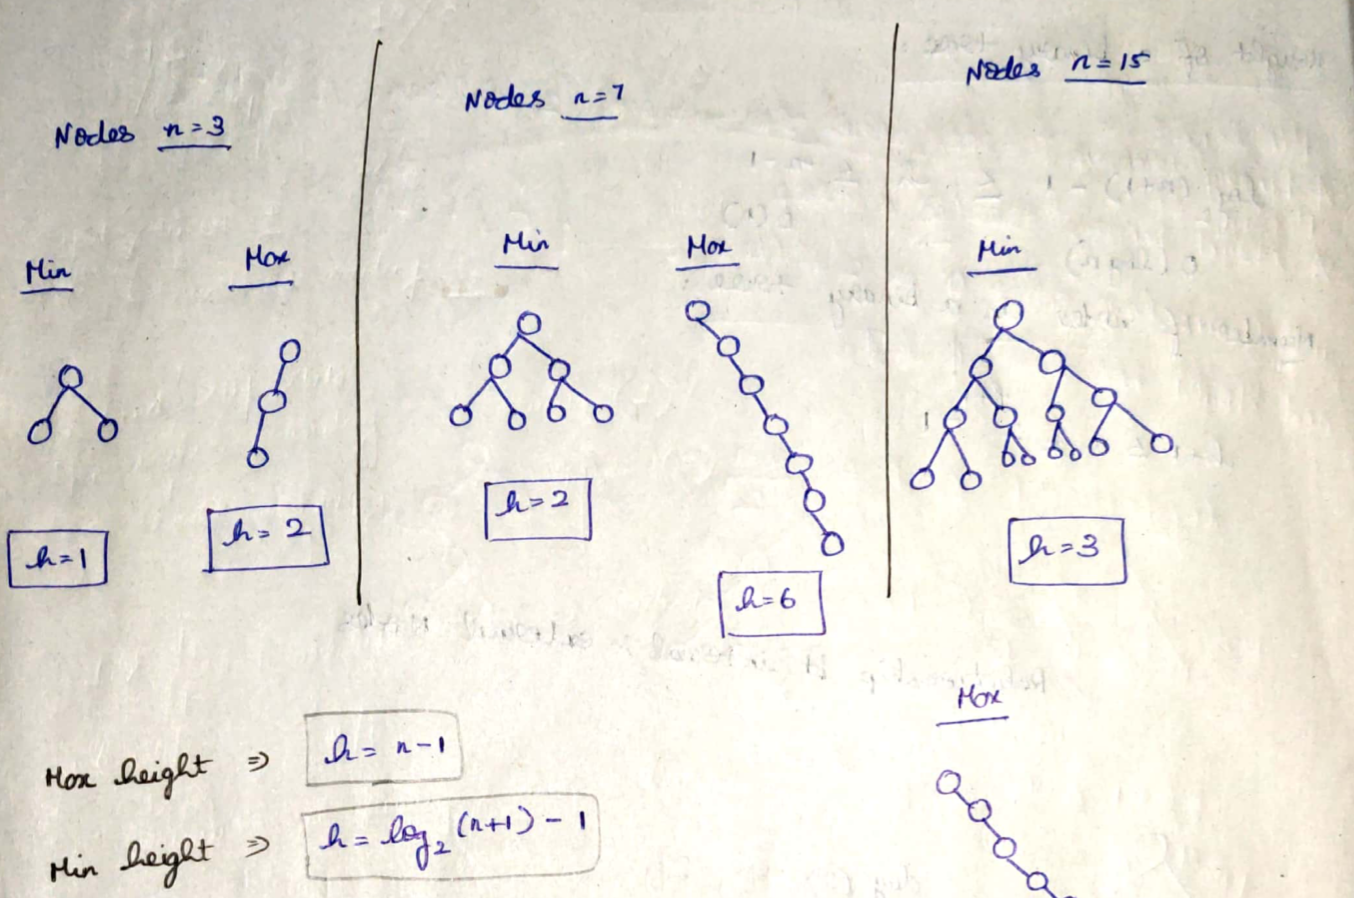 Nodes n=3
Min
Max
h=1
h=2
Nodes n=7
Min
Max
h=2
h=6
Nodes n=15
Min
h=3
Max
Max height ⇒ h= n-1
Min height ⇒ h= log₂(n+1) - 1